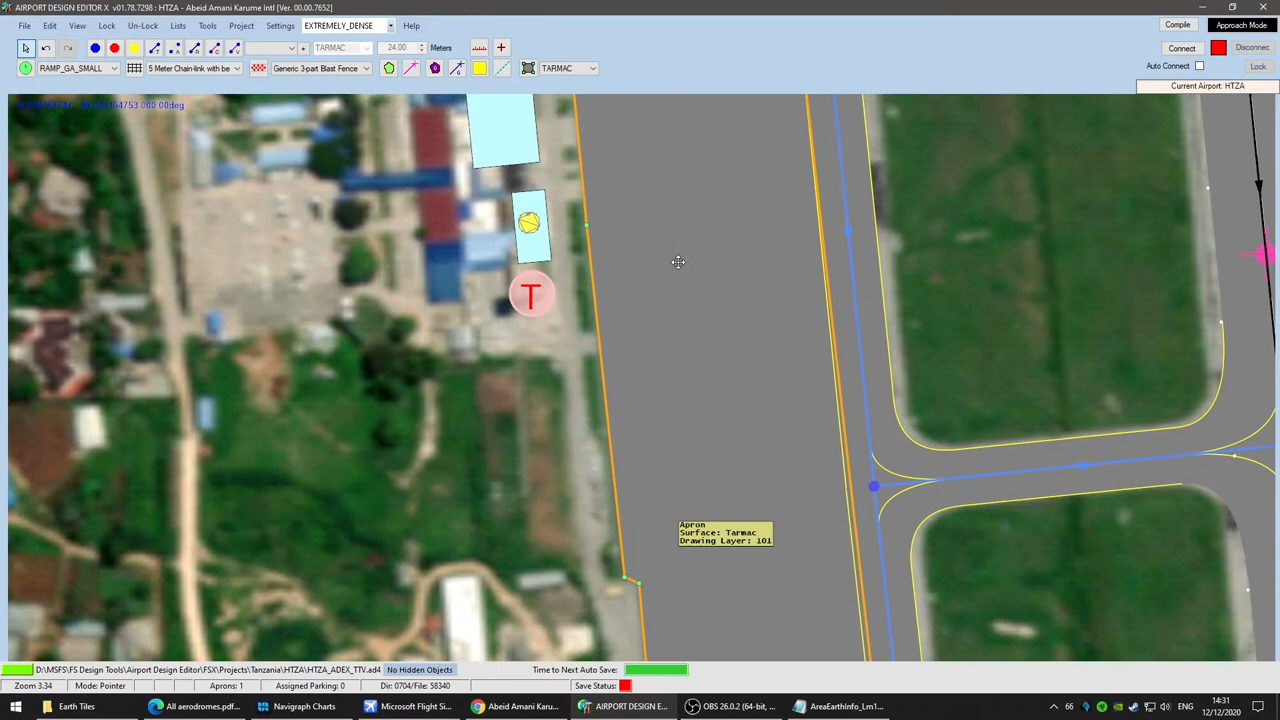 AIRPORT DESIGN EDITOR X v01.78.7298 : HTZA - Abeid Amani Karume Intl [Ver. 00.00.7652]
File Edit View Lock Un-Lock Lists Tools Project Settings EXTREMELY_DENSE Help
Compile
Approach Mode
TARMAC
24.00
Meters
Connect
Disconnec
RAMP_GA_SMALL
5 Meter Chain-link with be
Generic 3-part Blast Fence
TARMAC
Auto Connect
Lock
Current Airport: HTZA
000.00deg
T
Apron
Surface: Tarmac
Drawing Layer: 101
D:\MSFS\FS Design Tools\Airport Design Editor\FSX\Projects\Tanzania\HTZA\HTZA_ADEX_TTV.ad4
No Hidden Objects
Time to Next Auto Save:
Zoom 3.34
Mode: Pointer
Aprons: 1
Assigned Parking: 0
Dir: 0704/File: 58340
Save Status:
Earth Tiles
All aerodromes.pdf...
Navigraph Charts
Microsoft Flight Si...
Abeid Amani Karu...
AIRPORT DESIGN E...
OBS 26.0.2 (64-bit, ...
AreaEarthInfo_Lm1...
66
ENG
14:31
12/12/2020